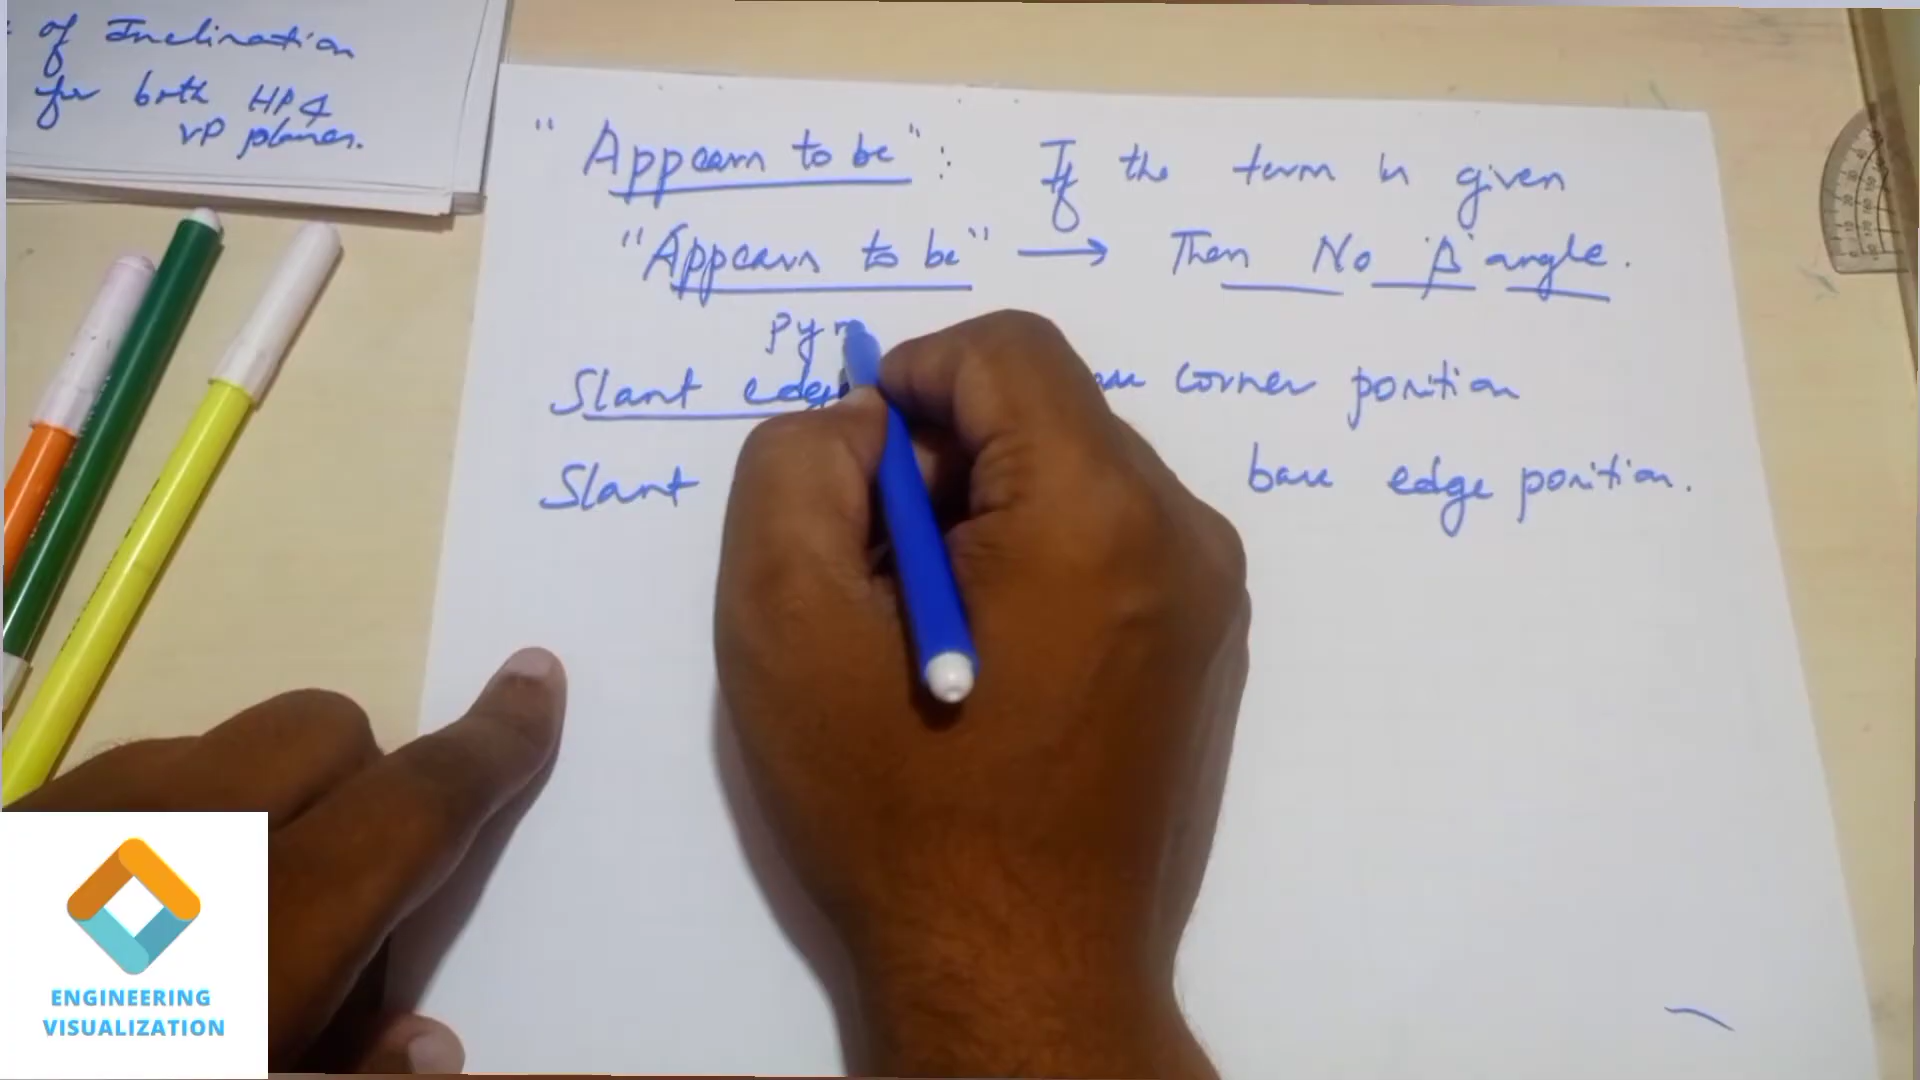 of Inclination
for both HP &
VP planes.
"Appears to be": If the term is given
"Appears to be" → Then No 'β' angle.
Pyr
Slant edge corner position
Slant base edge position.
ENGINEERING
VISUALIZATION